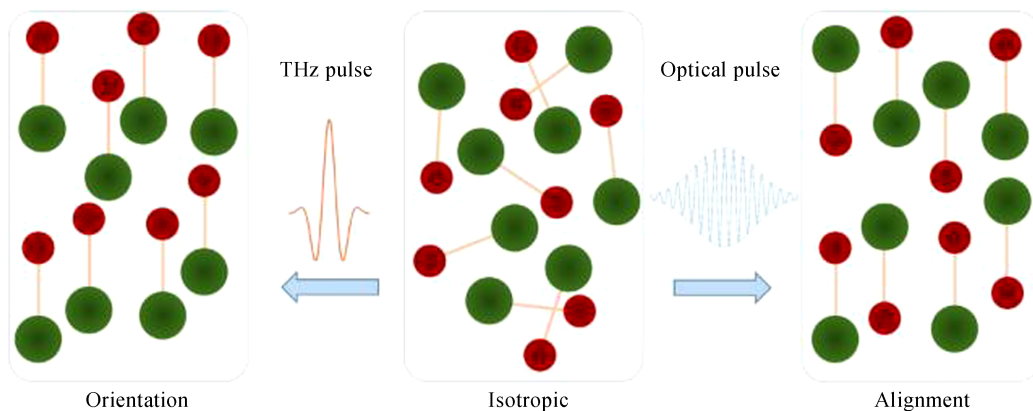 THz pulse
Optical pulse
Orientation
Isotropic
Alignment